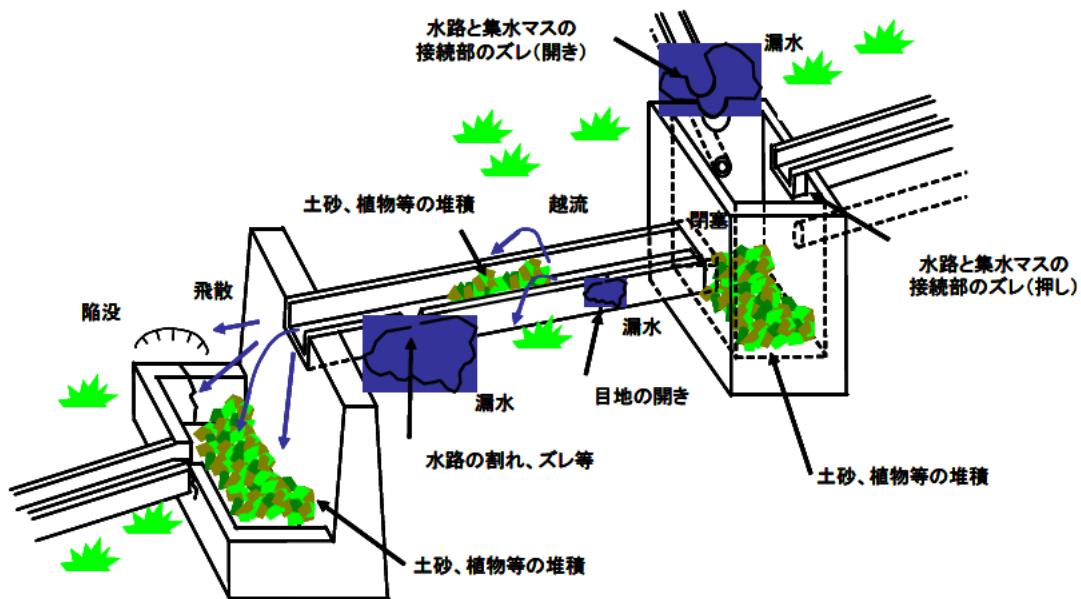 水路と集水マスの
接続部のズレ(開き)
漏水
土砂、植物等の堆積
越流
閉塞
水路と集水マスの
接続部のズレ(押し)
飛散
陥没
漏水
漏水
目地の開き
水路の割れ、ズレ等
土砂、植物等の堆積
土砂、植物等の堆積